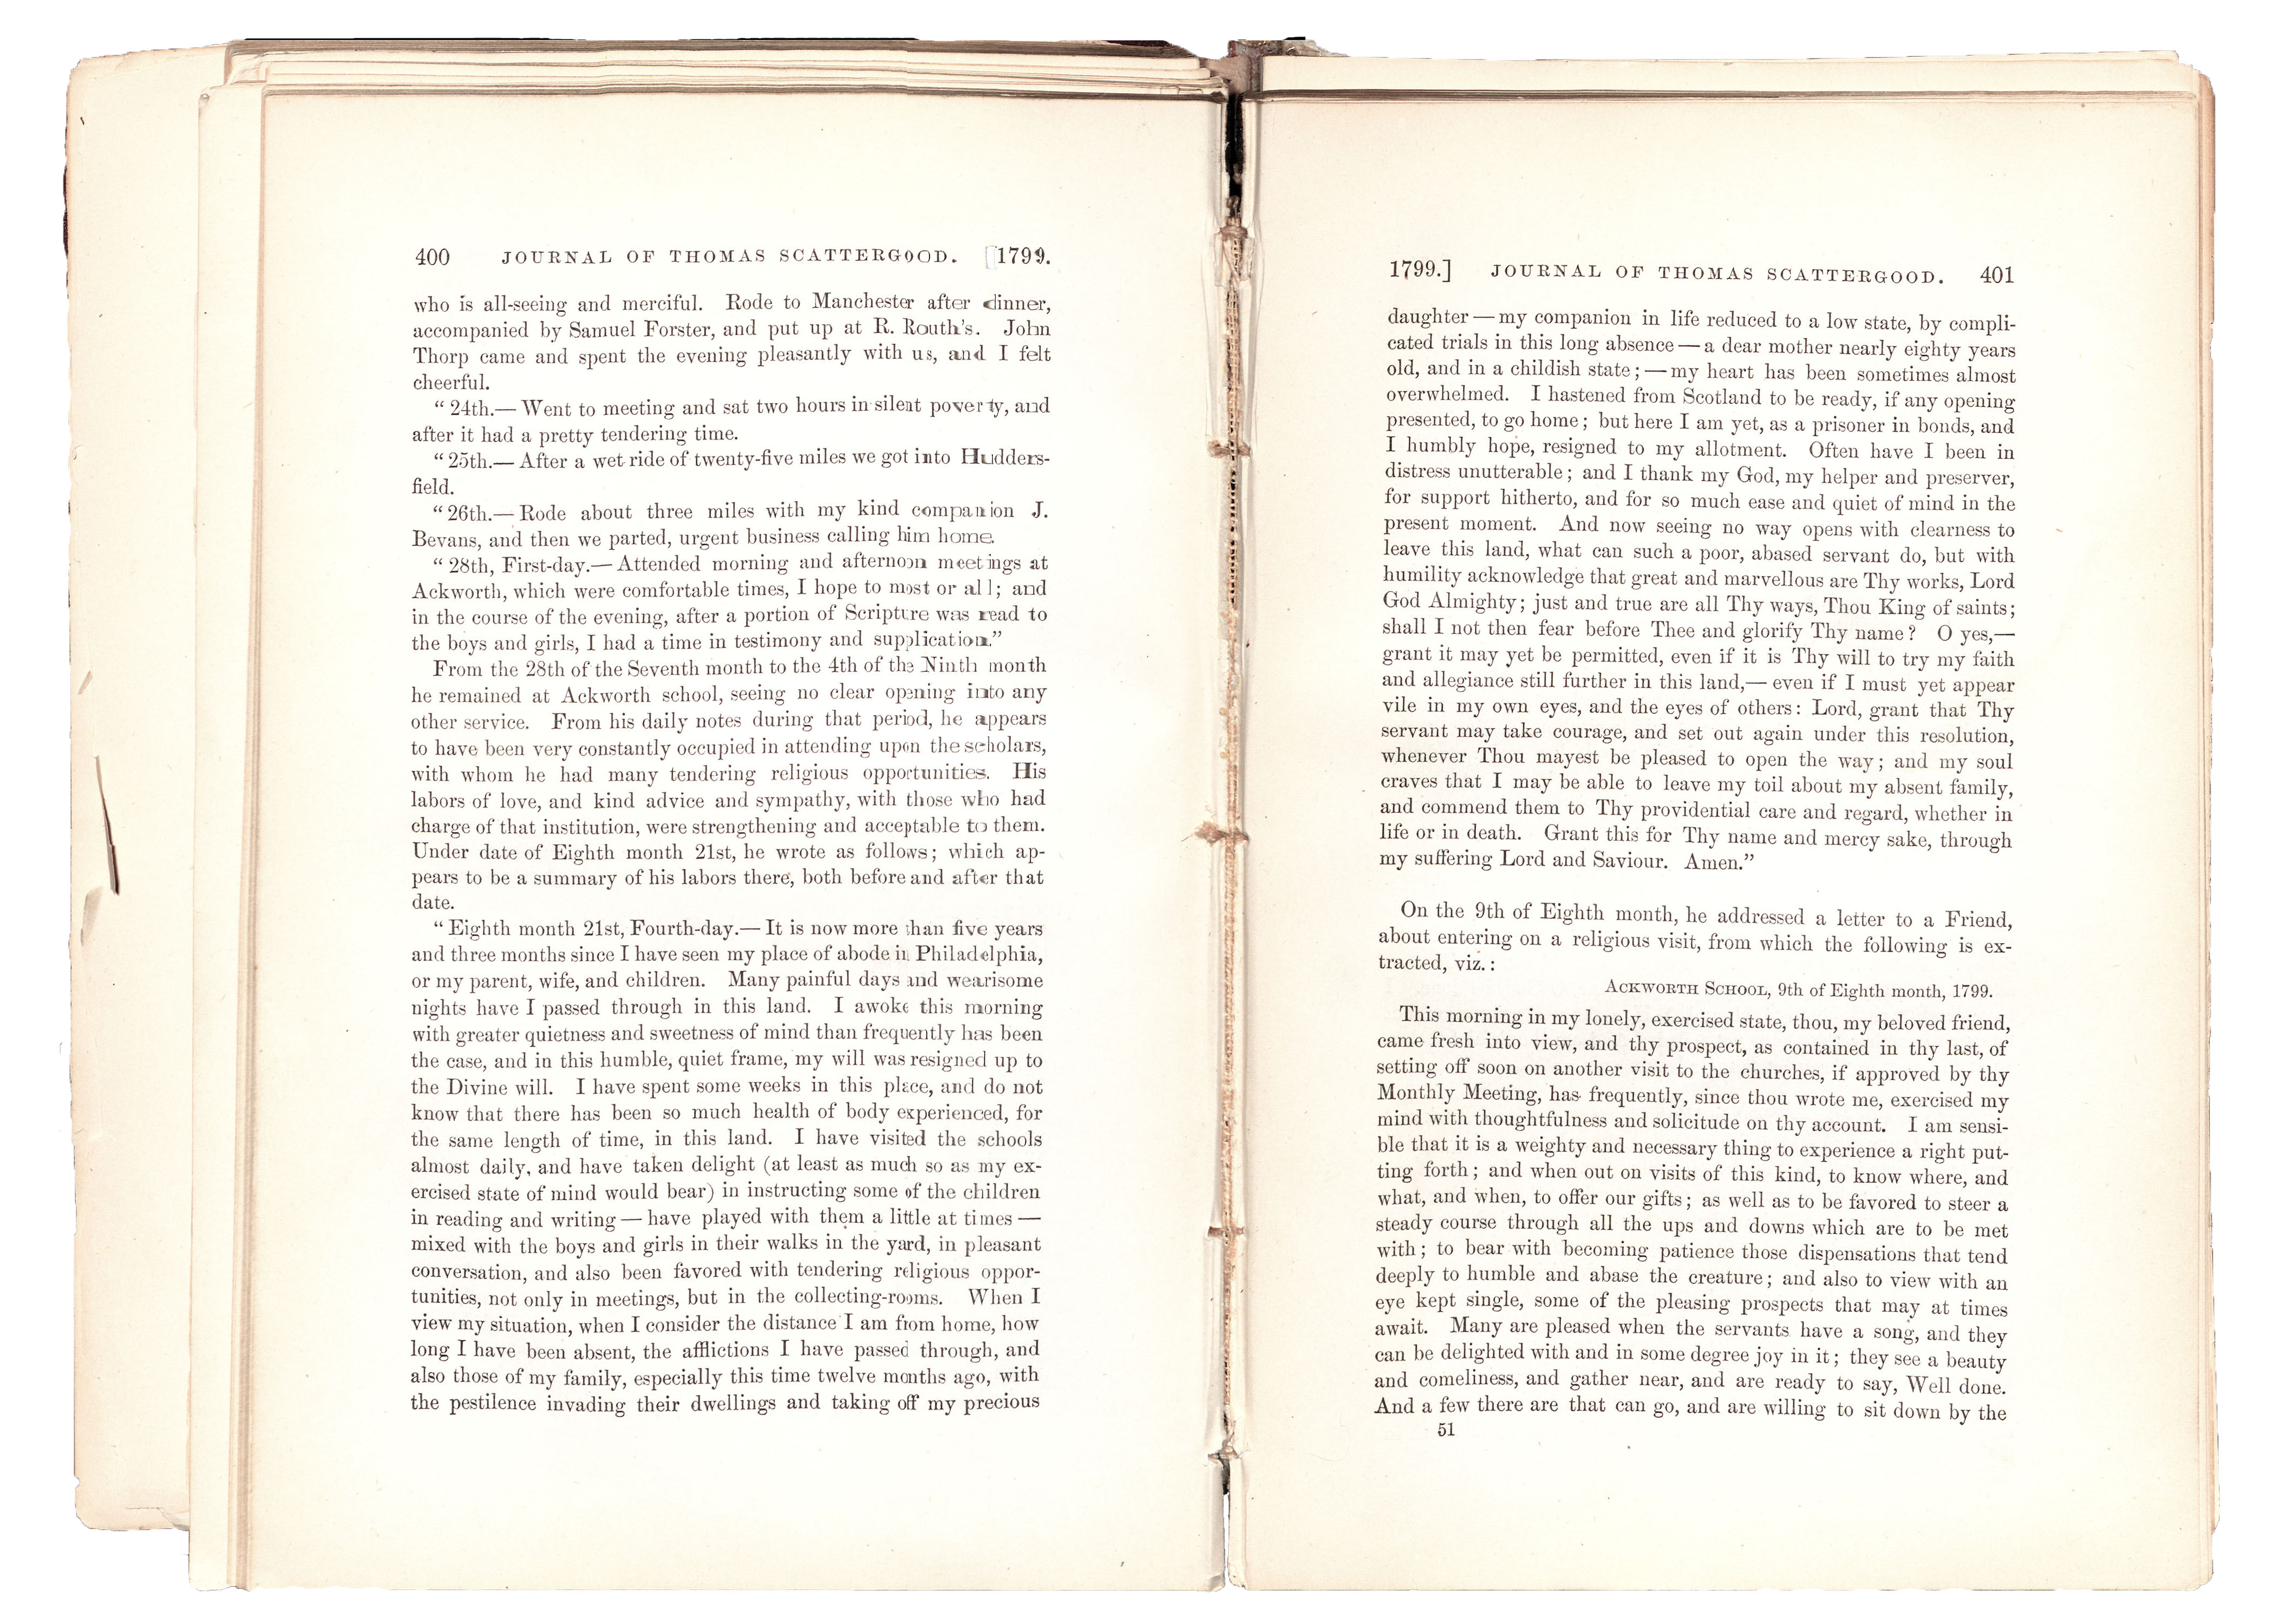 400 JOURNAL OF THOMAS SCATTERGOOD. [1799.
who is all-seeing and merciful. Rode to Manchester after dinner,
accompanied by Samuel Forster, and put up at R. Routh's. John
Thorp came and spent the evening pleasantly with us, and I felt
cheerful.
“ 24th.— Went to meeting and sat two hours in silent poverty, and
after it had a pretty tendering time.
“ 25th.— After a wet ride of twenty-five miles we got into Hudders-
field.
“ 26th.— Rode about three miles with my kind companion J.
Bevans, and then we parted, urgent business calling him home.
“ 28th, First-day.— Attended morning and afternoon meetings at
Ackworth, which were comfortable times, I hope to most or all; and
in the course of the evening, after a portion of Scripture was read to
the boys and girls, I had a time in testimony and supplication.”
From the 28th of the Seventh month to the 4th of the Ninth month
he remained at Ackworth school, seeing no clear opening into any
other service. From his daily notes during that period, he appears
to have been very constantly occupied in attending upon the scholars,
with whom he had many tendering religious opportunities. His
labors of love, and kind advice and sympathy, with those who had
charge of that institution, were strengthening and acceptable to them.
Under date of Eighth month 21st, he wrote as follows; which ap-
pears to be a summary of his labors there, both before and after that
date.
“ Eighth month 21st, Fourth-day.— It is now more than five years
and three months since I have seen my place of abode in Philadelphia,
or my parent, wife, and children. Many painful days and wearisome
nights have I passed through in this land. I awoke this morning
with greater quietness and sweetness of mind than frequently has been
the case, and in this humble, quiet frame, my will was resigned up to
the Divine will. I have spent some weeks in this place, and do not
know that there has been so much health of body experienced, for
the same length of time, in this land. I have visited the schools
almost daily, and have taken delight (at least as much so as my ex-
ercised state of mind would bear) in instructing some of the children
in reading and writing — have played with them a little at times —
mixed with the boys and girls in their walks in the yard, in pleasant
conversation, and also been favored with tendering religious oppor-
tunities, not only in meetings, but in the collecting-rooms. When I
view my situation, when I consider the distance I am from home, how
long I have been absent, the afflictions I have passed through, and
also those of my family, especially this time twelve months ago, with
the pestilence invading their dwellings and taking off my precious
1799.] JOURNAL OF THOMAS SCATTERGOOD. 401
daughter — my companion in life reduced to a low state, by compli-
cated trials in this long absence — a dear mother nearly eighty years
old, and in a childish state; — my heart has been sometimes almost
overwhelmed. I hastened from Scotland to be ready, if any opening
presented, to go home; but here I am yet, as a prisoner in bonds, and
I humbly hope, resigned to my allotment. Often have I been in
distress unutterable; and I thank my God, my helper and preserver,
for support hitherto, and for so much ease and quiet of mind in the
present moment. And now seeing no way opens with clearness to
leave this land, what can such a poor, abased servant do, but with
humility acknowledge that great and marvellous are Thy works, Lord
God Almighty; just and true are all Thy ways, Thou King of saints;
shall I not then fear before Thee and glorify Thy name? O yes,—
grant it may yet be permitted, even if it is Thy will to try my faith
and allegiance still further in this land,— even if I must yet appear
vile in my own eyes, and the eyes of others: Lord, grant that Thy
servant may take courage, and set out again under this resolution,
whenever Thou mayest be pleased to open the way; and my soul
craves that I may be able to leave my toil about my absent family,
and commend them to Thy providential care and regard, whether in
life or in death. Grant this for Thy name and mercy sake, through
my suffering Lord and Saviour. Amen.”
On the 9th of Eighth month, he addressed a letter to a Friend,
about entering on a religious visit, from which the following is ex-
tracted, viz.:
ACKWORTH SCHOOL, 9th of Eighth month, 1799.
This morning in my lonely, exercised state, thou, my beloved friend,
came fresh into view, and thy prospect, as contained in thy last, of
setting off soon on another visit to the churches, if approved by thy
Monthly Meeting, has frequently, since thou wrote me, exercised my
mind with thoughtfulness and solicitude on thy account. I am sensi-
ble that it is a weighty and necessary thing to experience a right put-
ting forth; and when out on visits of this kind, to know where, and
what, and when, to offer our gifts; as well as to be favored to steer a
steady course through all the ups and downs which are to be met
with; to bear with becoming patience those dispensations that tend
deeply to humble and abase the creature; and also to view with an
eye kept single, some of the pleasing prospects that may at times
await. Many are pleased when the servants have a song, and they
can be delighted with and in some degree joy in it; they see a beauty
and comeliness, and gather near, and are ready to say, Well done.
And a few there are that can go, and are willing to sit down by the
51